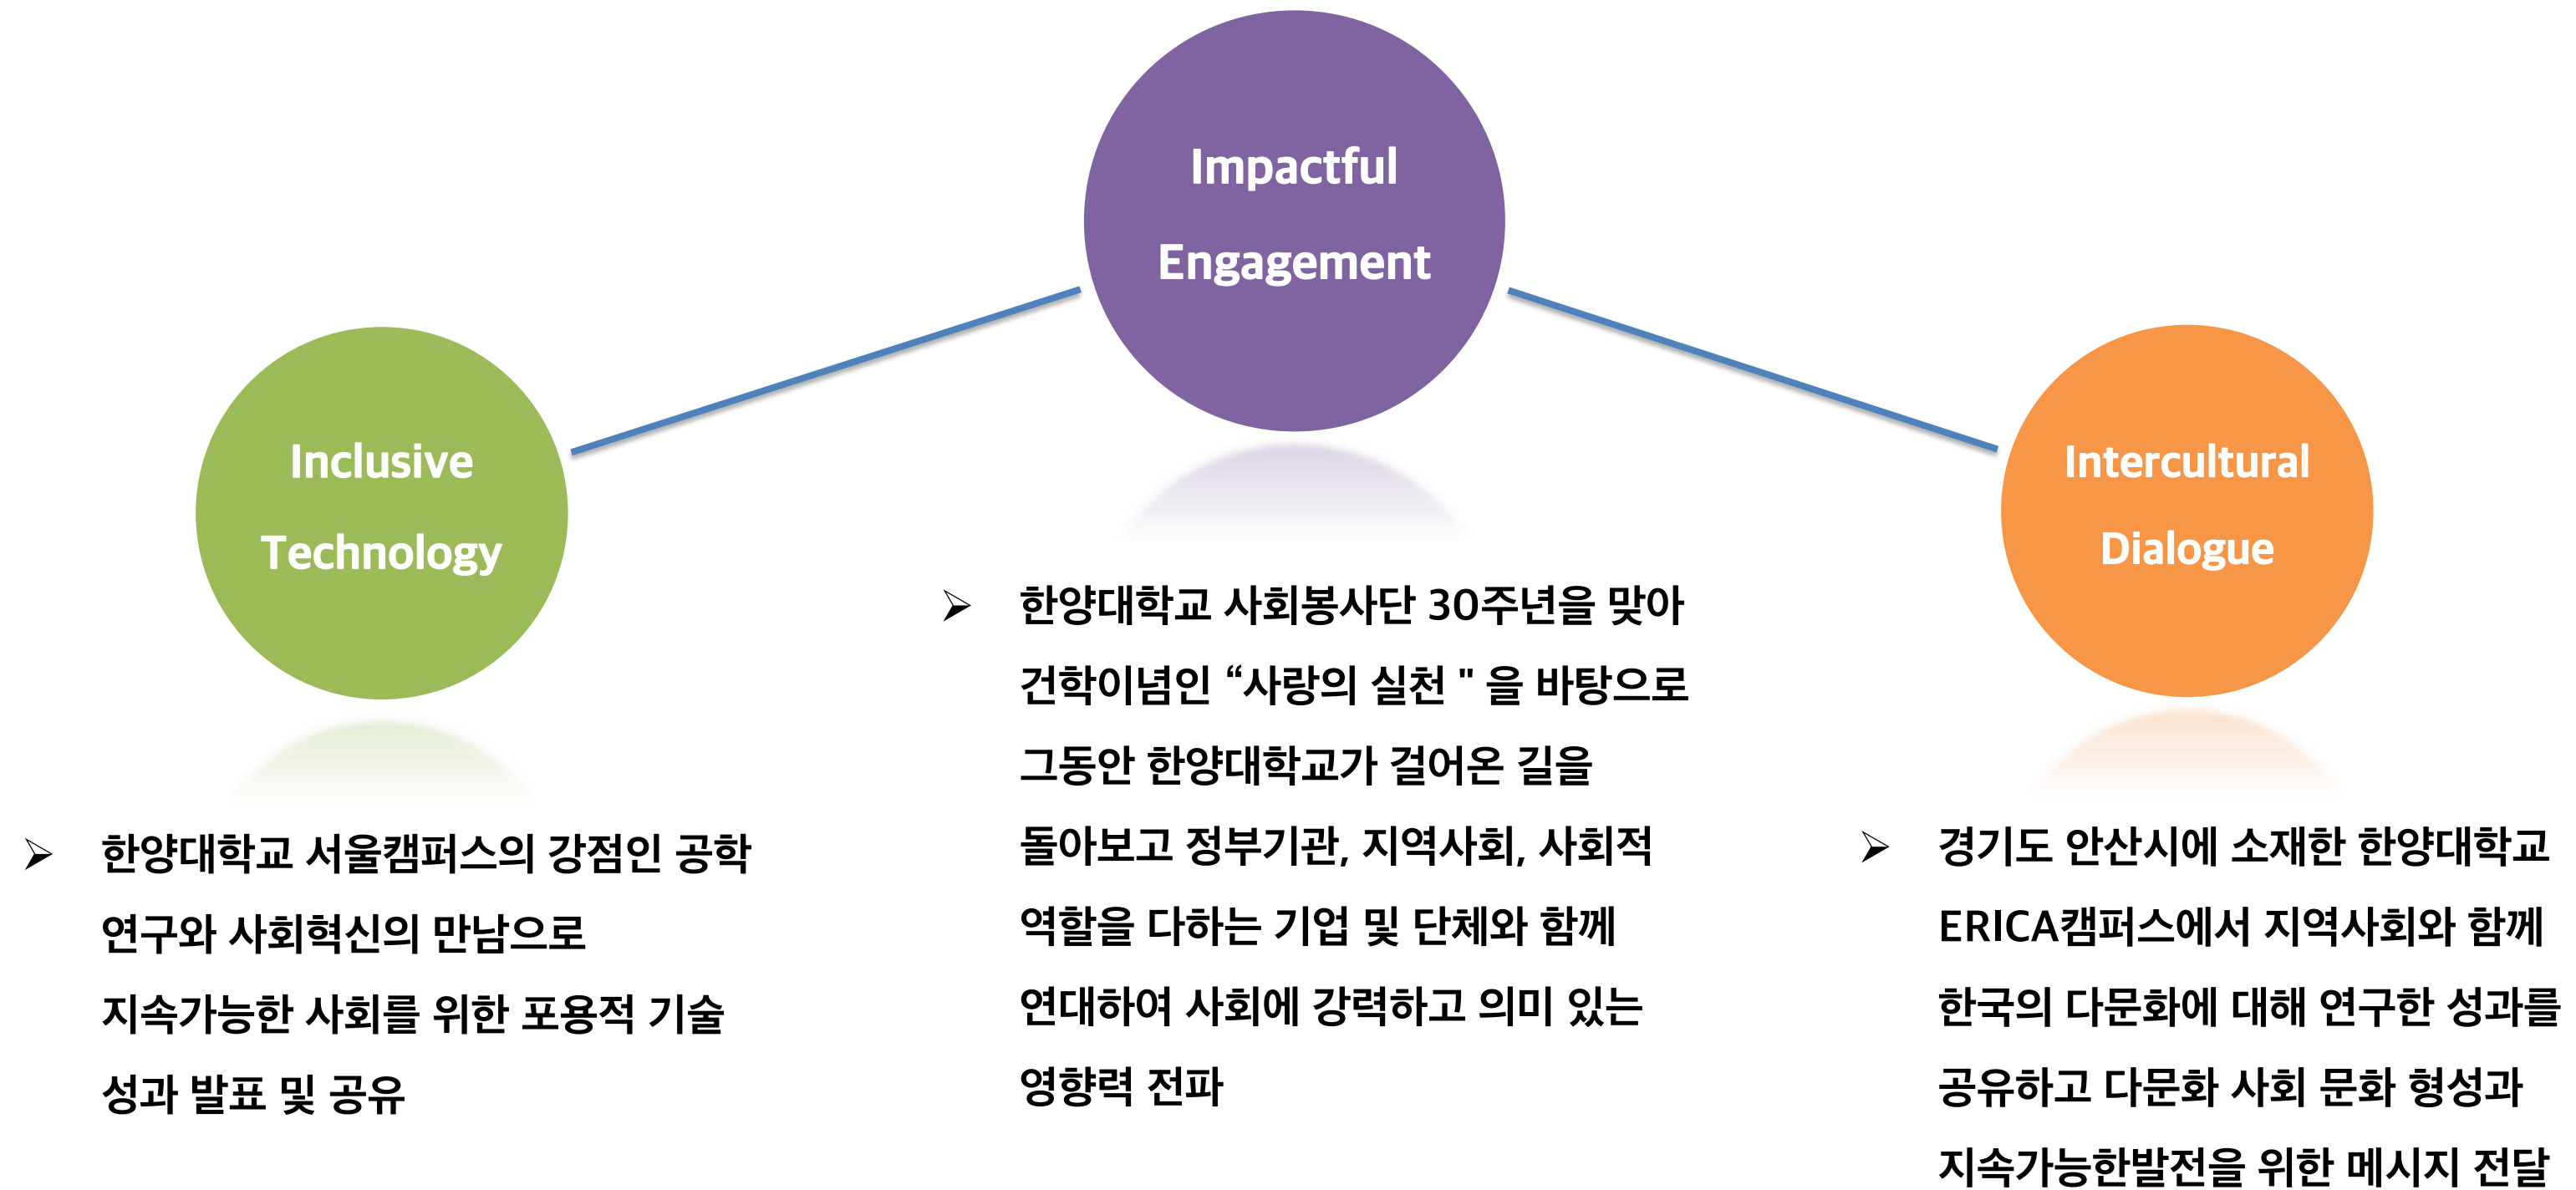 Impactful
Engagement
Inclusive
Technology
Intercultural
Dialogue
➢ 한양대학교 서울캠퍼스의 강점인 공학
연구와 사회혁신의 만남으로
지속가능한 사회를 위한 포용적 기술
성과 발표 및 공유
➢ 한양대학교 사회봉사단 30주년을 맞아
건학이념인 “사랑의 실천 " 을 바탕으로
그동안 한양대학교가 걸어온 길을
돌아보고 정부기관, 지역사회, 사회적
역할을 다하는 기업 및 단체와 함께
연대하여 사회에 강력하고 의미 있는
영향력 전파
➢ 경기도 안산시에 소재한 한양대학교
ERICA캠퍼스에서 지역사회와 함께
한국의 다문화에 대해 연구한 성과를
공유하고 다문화 사회 문화 형성과
지속가능한발전을 위한 메시지 전달